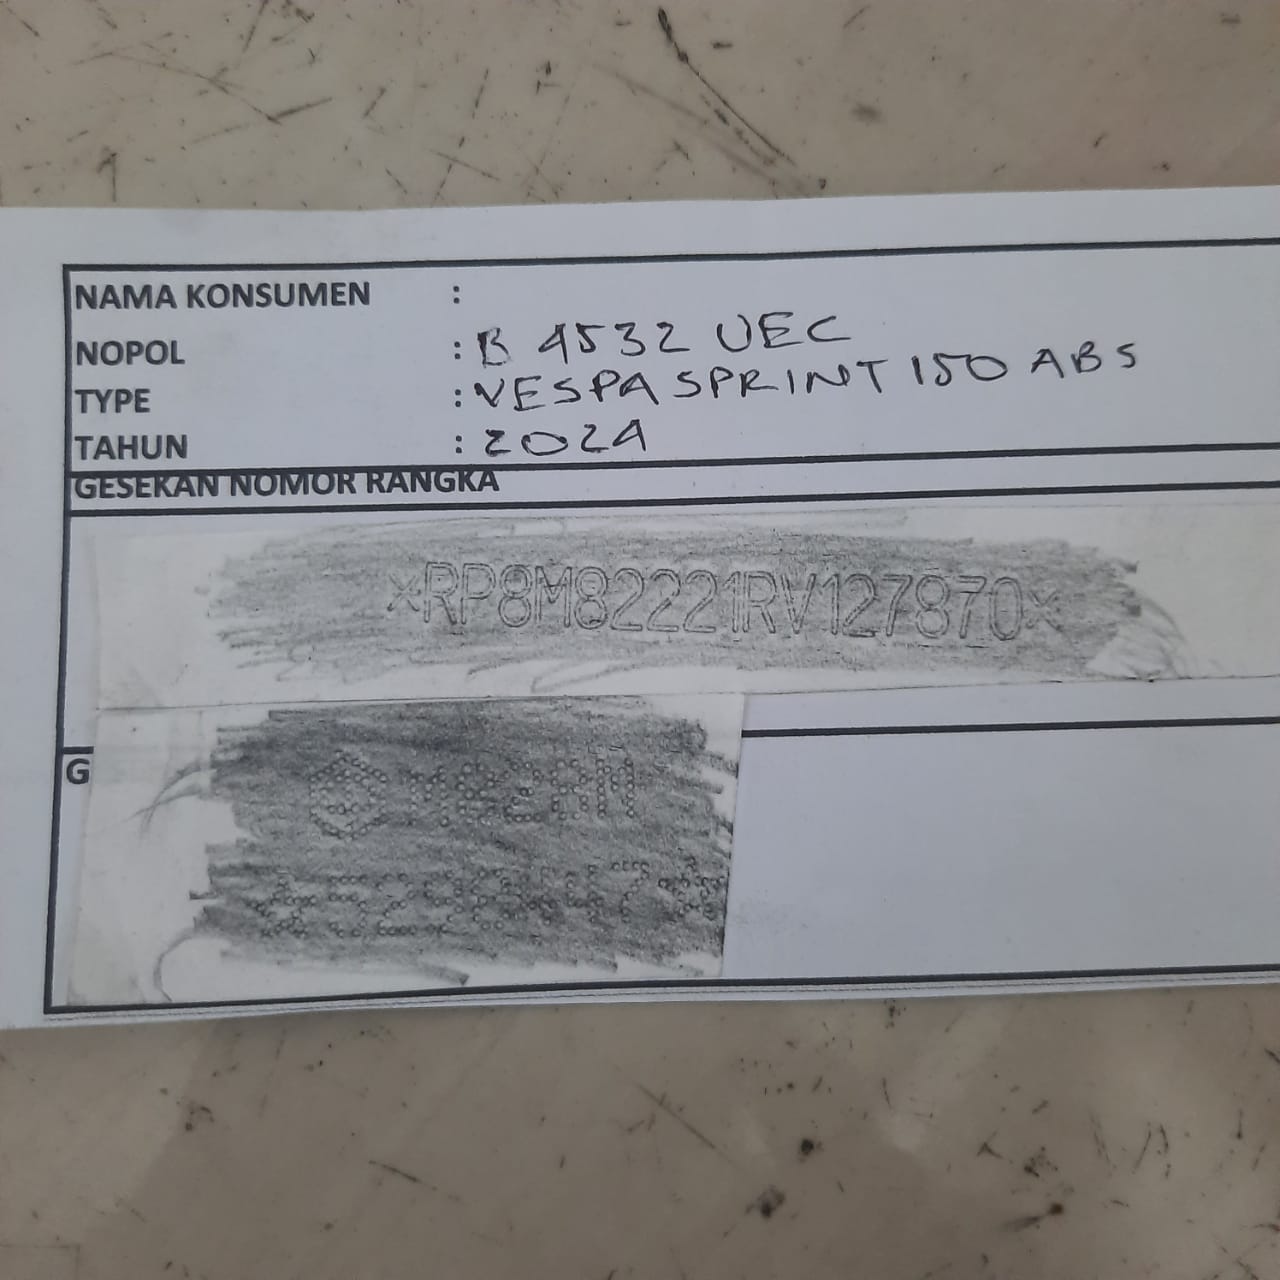 NAMA KONSUMEN :
NOPOL : B 4532 UEC
TYPE : VESPA SPRINT 150 ABS
TAHUN : 2024
GESEKAN NOMOR RANGKA
*RP8M82221RV127870*
G